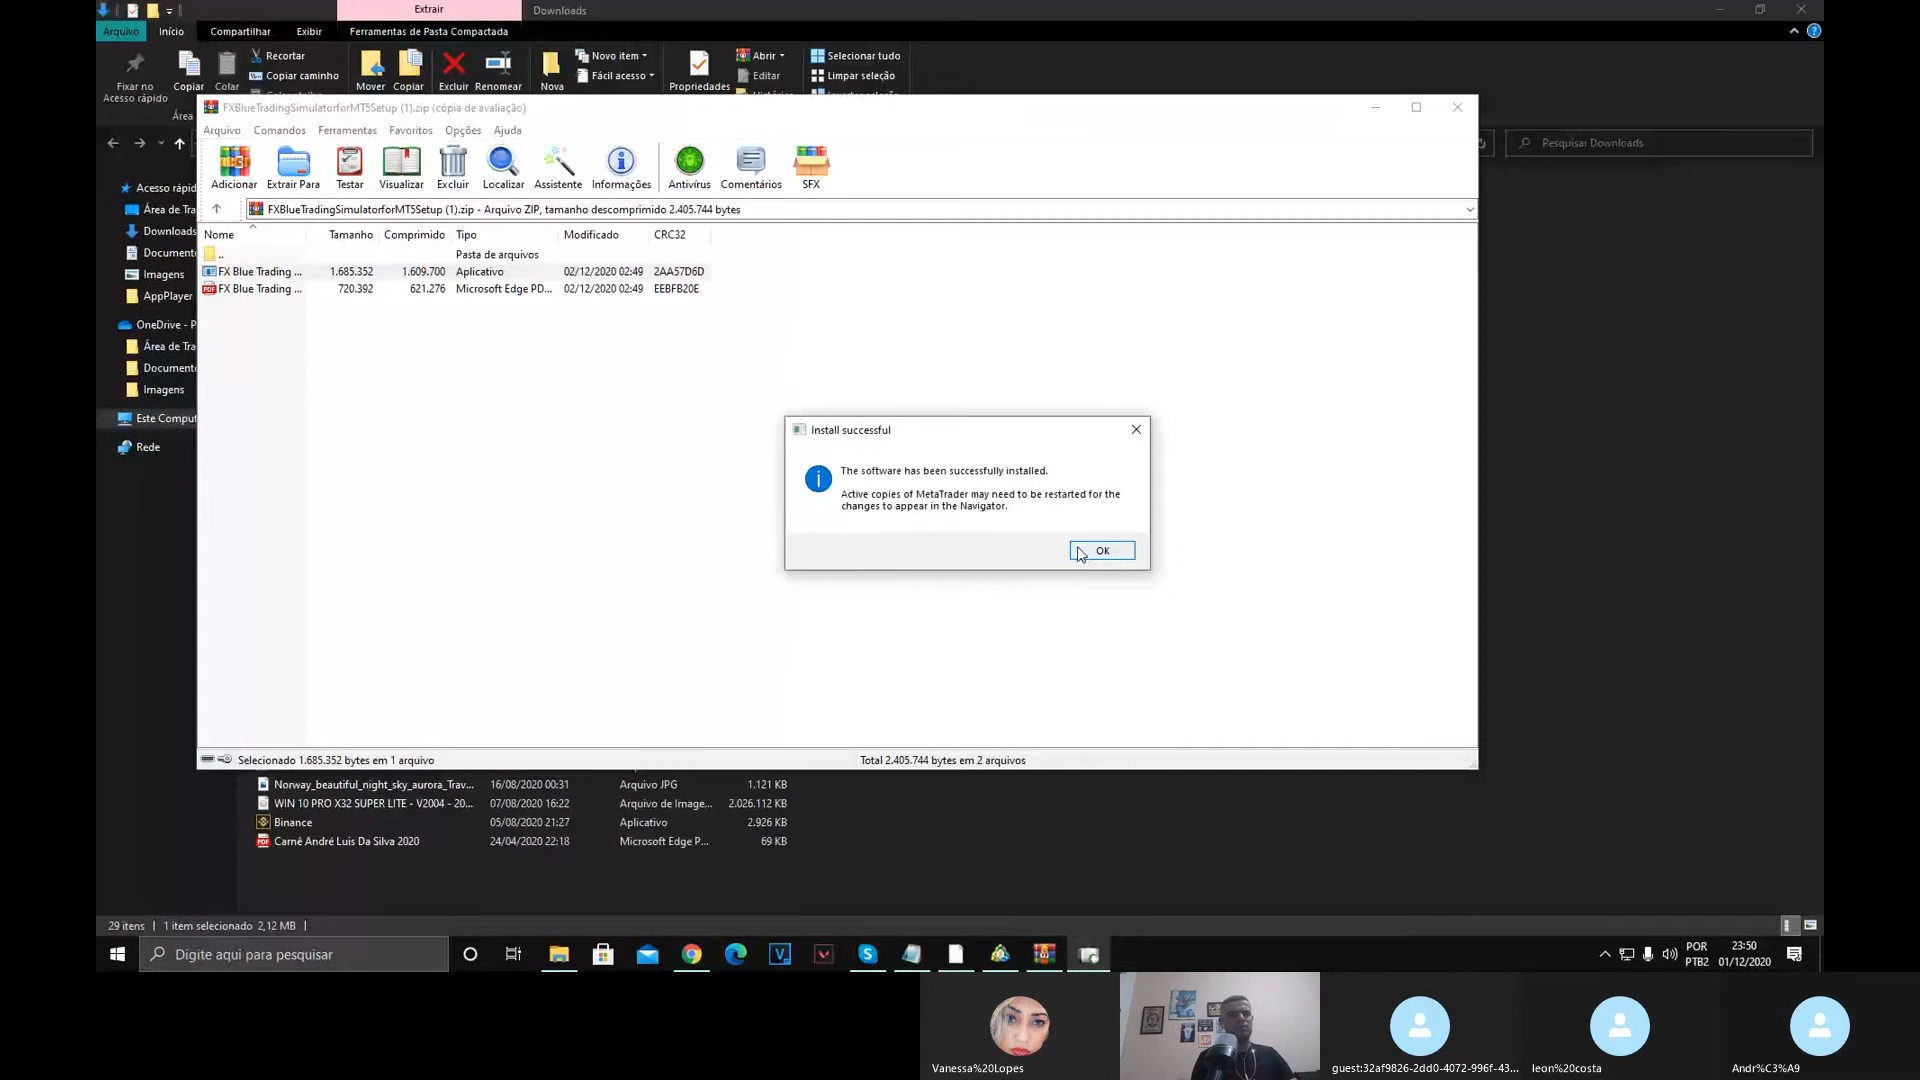 Extrair
Downloads
Arquivo
Início
Compartilhar
Exibir
Ferramentas de Pasta Compactada
Fixar no
Acesso rápido
Copiar
Colar
Recortar
Copiar caminho
Mover
Copiar
Excluir
Renomear
Nova
Novo item
Fácil acesso
Propriedades
Abrir
Editar
Selecionar tudo
Limpar seleção
Área
FXBlueTradingSimulatorforMT5Setup (1).zip (cópia de avaliação)
Arquivo Comandos Ferramentas Favoritos Opções Ajuda
Pesquisar Downloads
Adicionar Extrair Para Testar Visualizar Excluir Localizar Assistente Informações Antivírus Comentários SFX
FXBlueTradingSimulatorforMT5Setup (1).zip - Arquivo ZIP, tamanho descomprimido 2.405.744 bytes
Nome Tamanho Comprimido Tipo Modificado CRC32
.. Pasta de arquivos
FX Blue Trading ... 1.685.352 1.609.700 Aplicativo 02/12/2020 02:49 2AA57D6D
FX Blue Trading ... 720.392 621.276 Microsoft Edge PD... 02/12/2020 02:49 EEBFB20E
Acesso rápid
Área de Tra
Downloads
Documento
Imagens
AppPlayer
OneDrive - P
Área de Tra
Documento
Imagens
Este Comput
Rede
Install successful
The software has been successfully installed.
Active copies of MetaTrader may need to be restarted for the
changes to appear in the Navigator.
OK
Selecionado 1.685.352 bytes em 1 arquivo
Total 2.405.744 bytes em 2 arquivos
Norway_beautiful_night_sky_aurora_Trav... 16/08/2020 00:31 Arquivo JPG 1.121 KB
WIN 10 PRO X32 SUPER LITE - V2004 - 20... 07/08/2020 16:22 Arquivo de Image... 2.026.112 KB
Binance 05/08/2020 21:27 Aplicativo 2.926 KB
Carnê André Luis Da Silva 2020 24/04/2020 22:18 Microsoft Edge P... 69 KB
29 itens 1 item selecionado 2,12 MB
Digite aqui para pesquisar
POR
PTB2
23:50
01/12/2020
Vanessa%20Lopes
guest:32af9826-2dd0-4072-996f-43...
leon%20costa
Andr%C3%A9